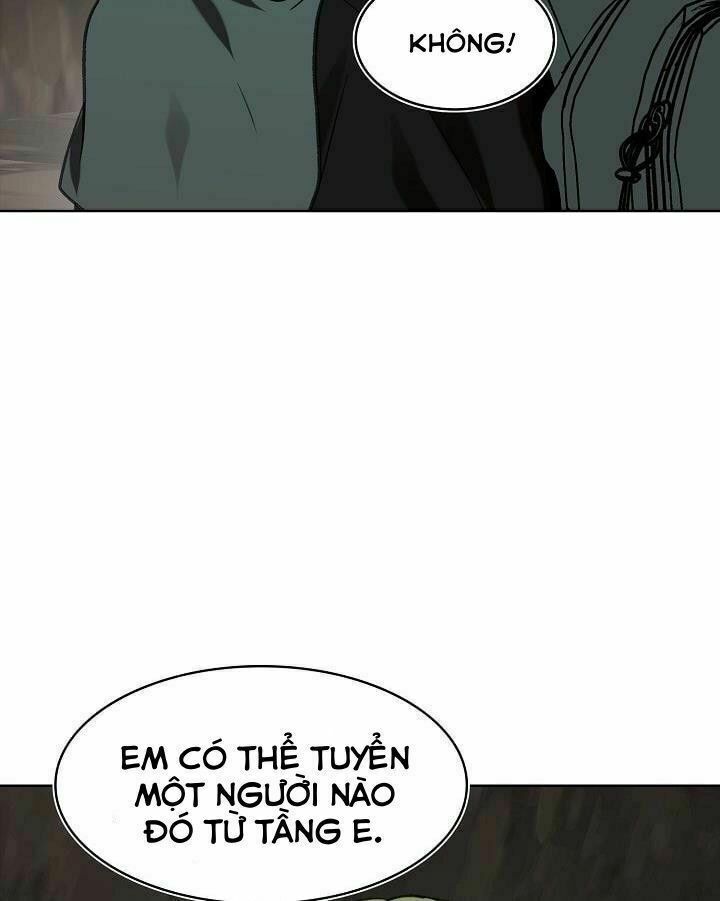 KHÔNG!
EM CÓ THỂ TUYỂN
MỘT NGƯỜI NÀO
ĐÓ TỪ TẦNG E.